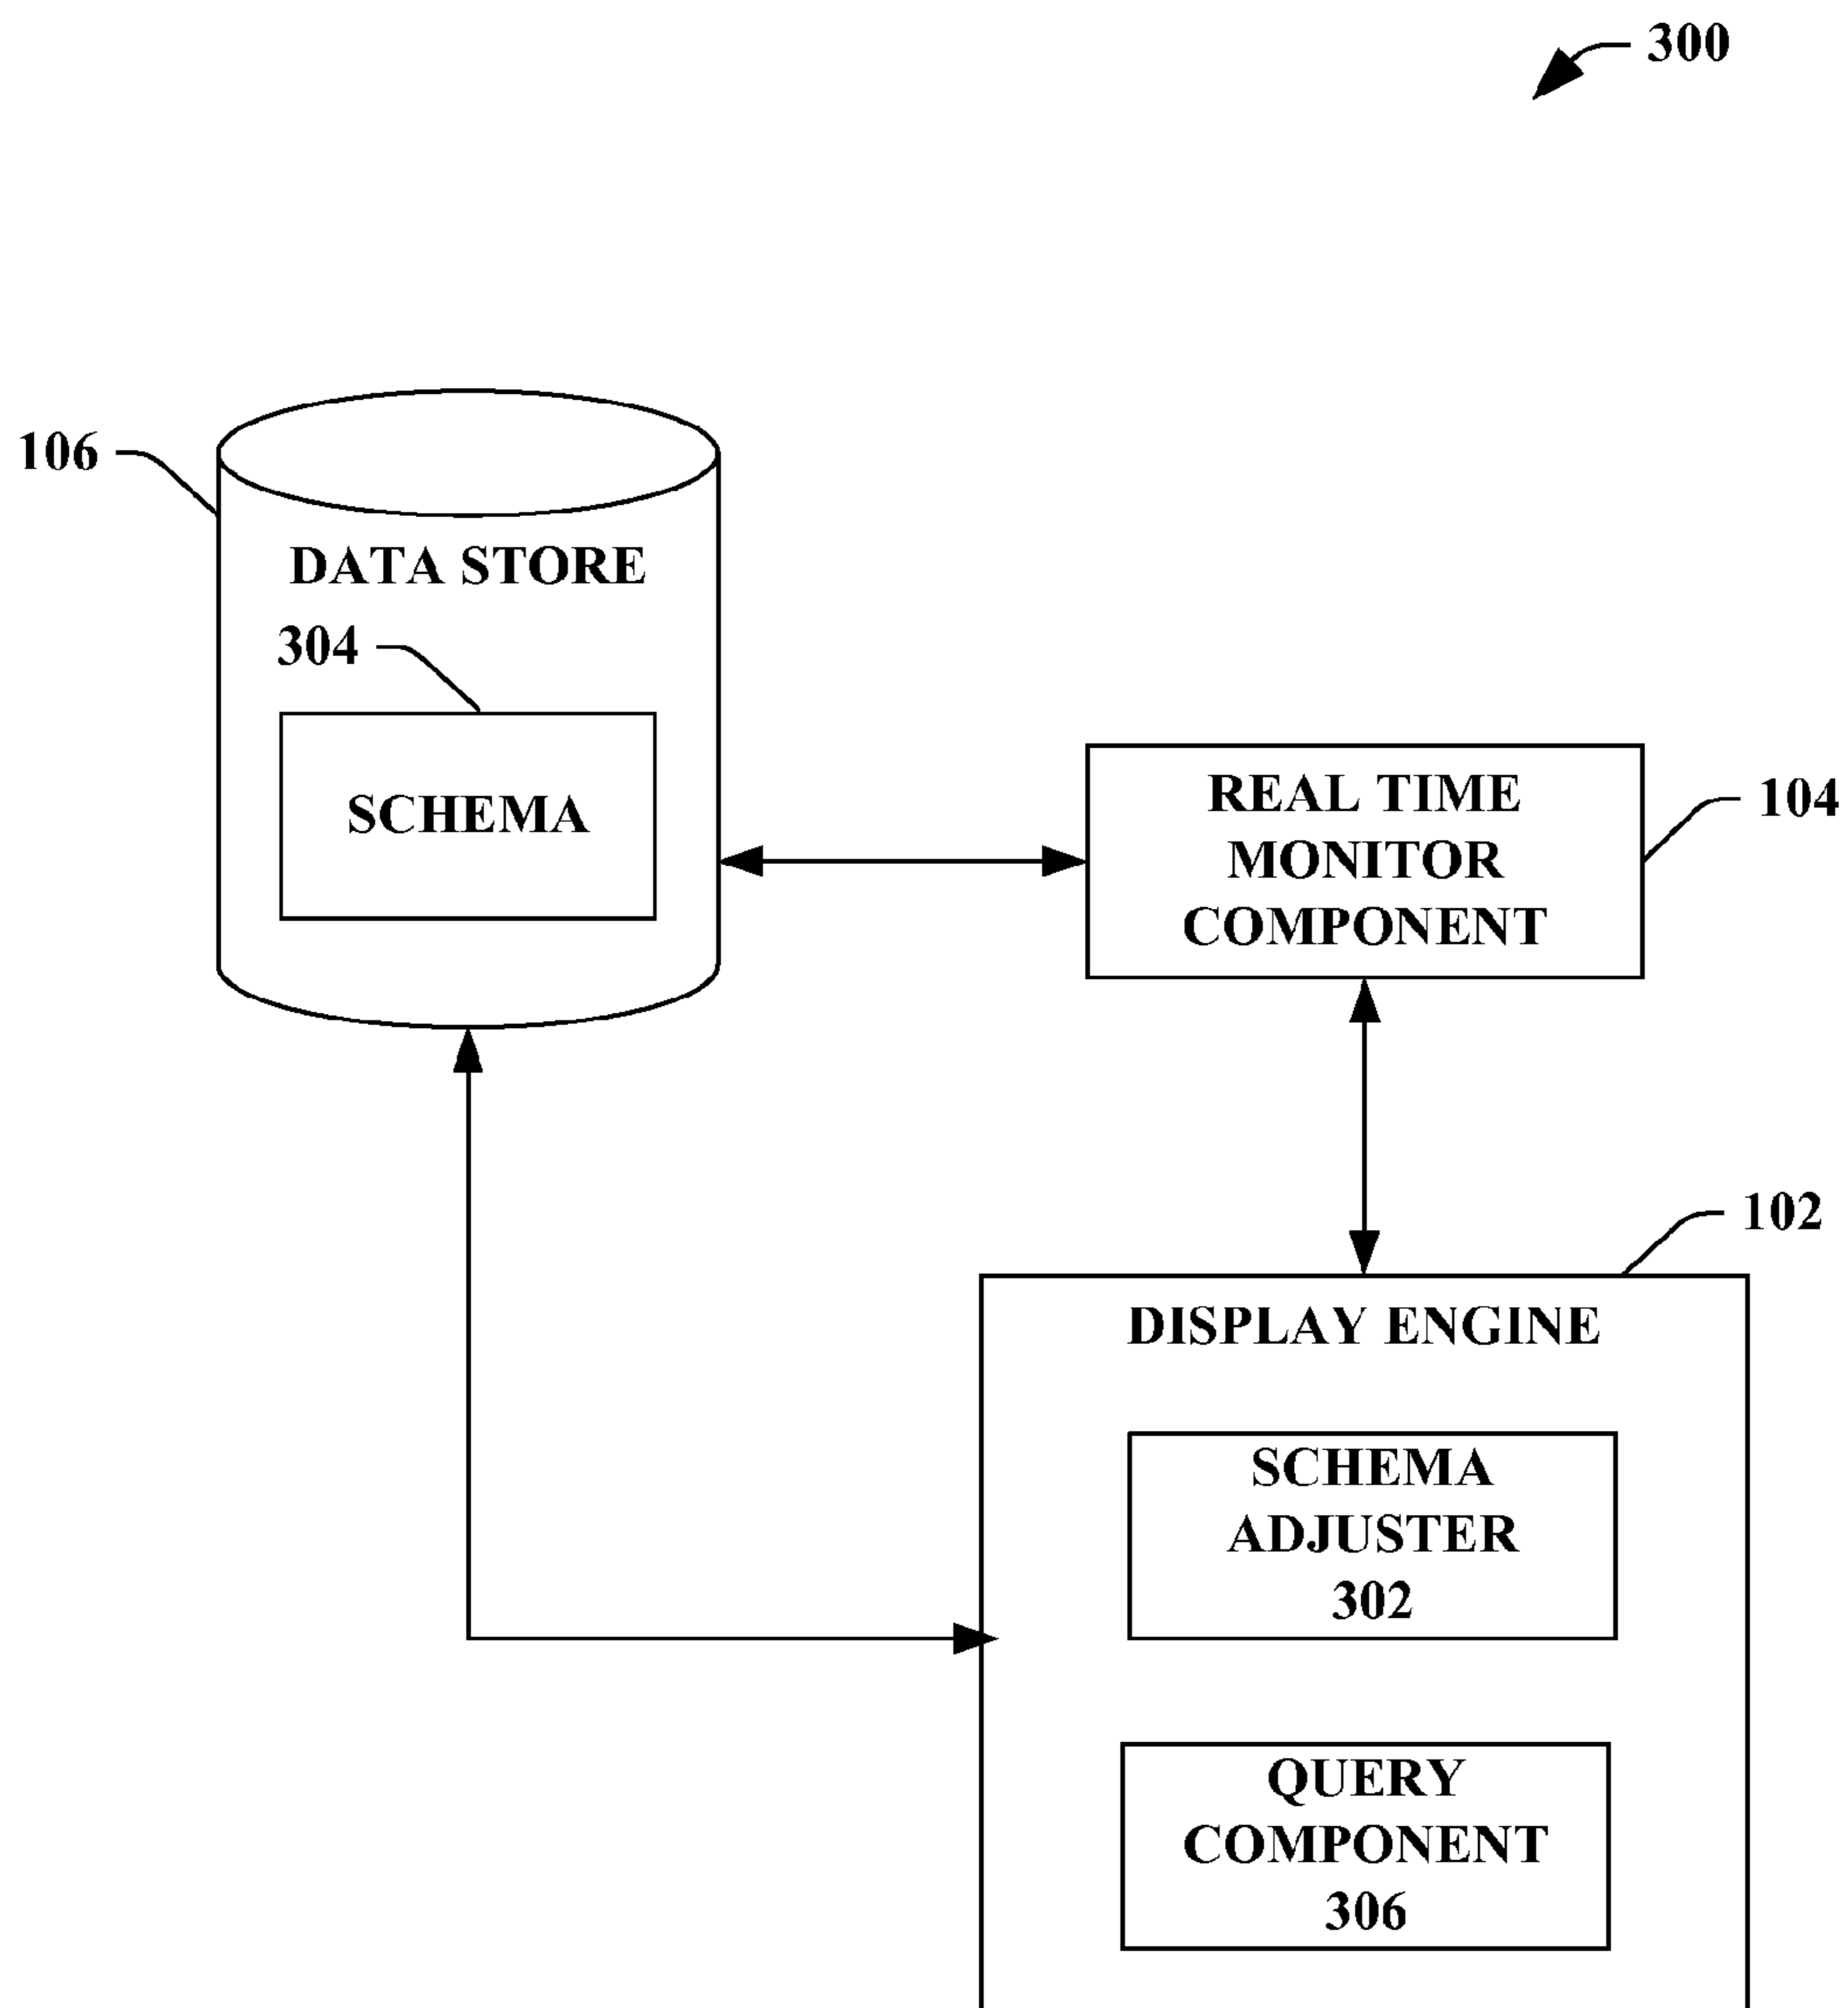 300
106
DATA STORE
304
SCHEMA
REAL TIME
MONITOR
COMPONENT
104
102
DISPLAY ENGINE
SCHEMA
ADJUSTER
302
QUERY
COMPONENT
306